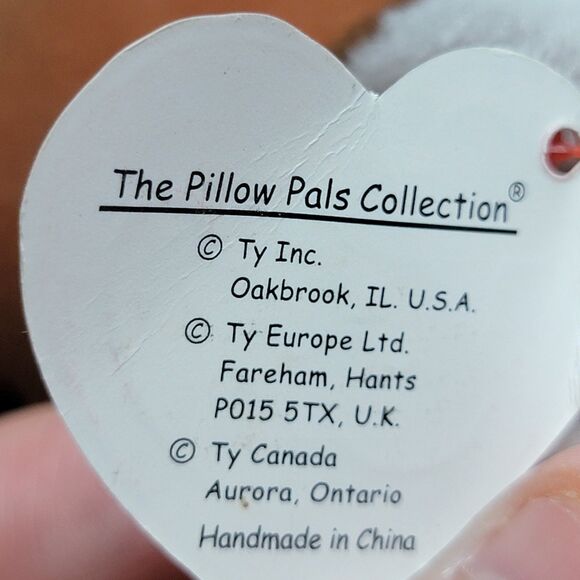 The Pillow Pals Collection®
© Ty Inc.
Oakbrook, IL. U.S.A.
© Ty Europe Ltd.
Fareham, Hants
PO15 5TX, U.K.
© Ty Canada
Aurora, Ontario
Handmade in China